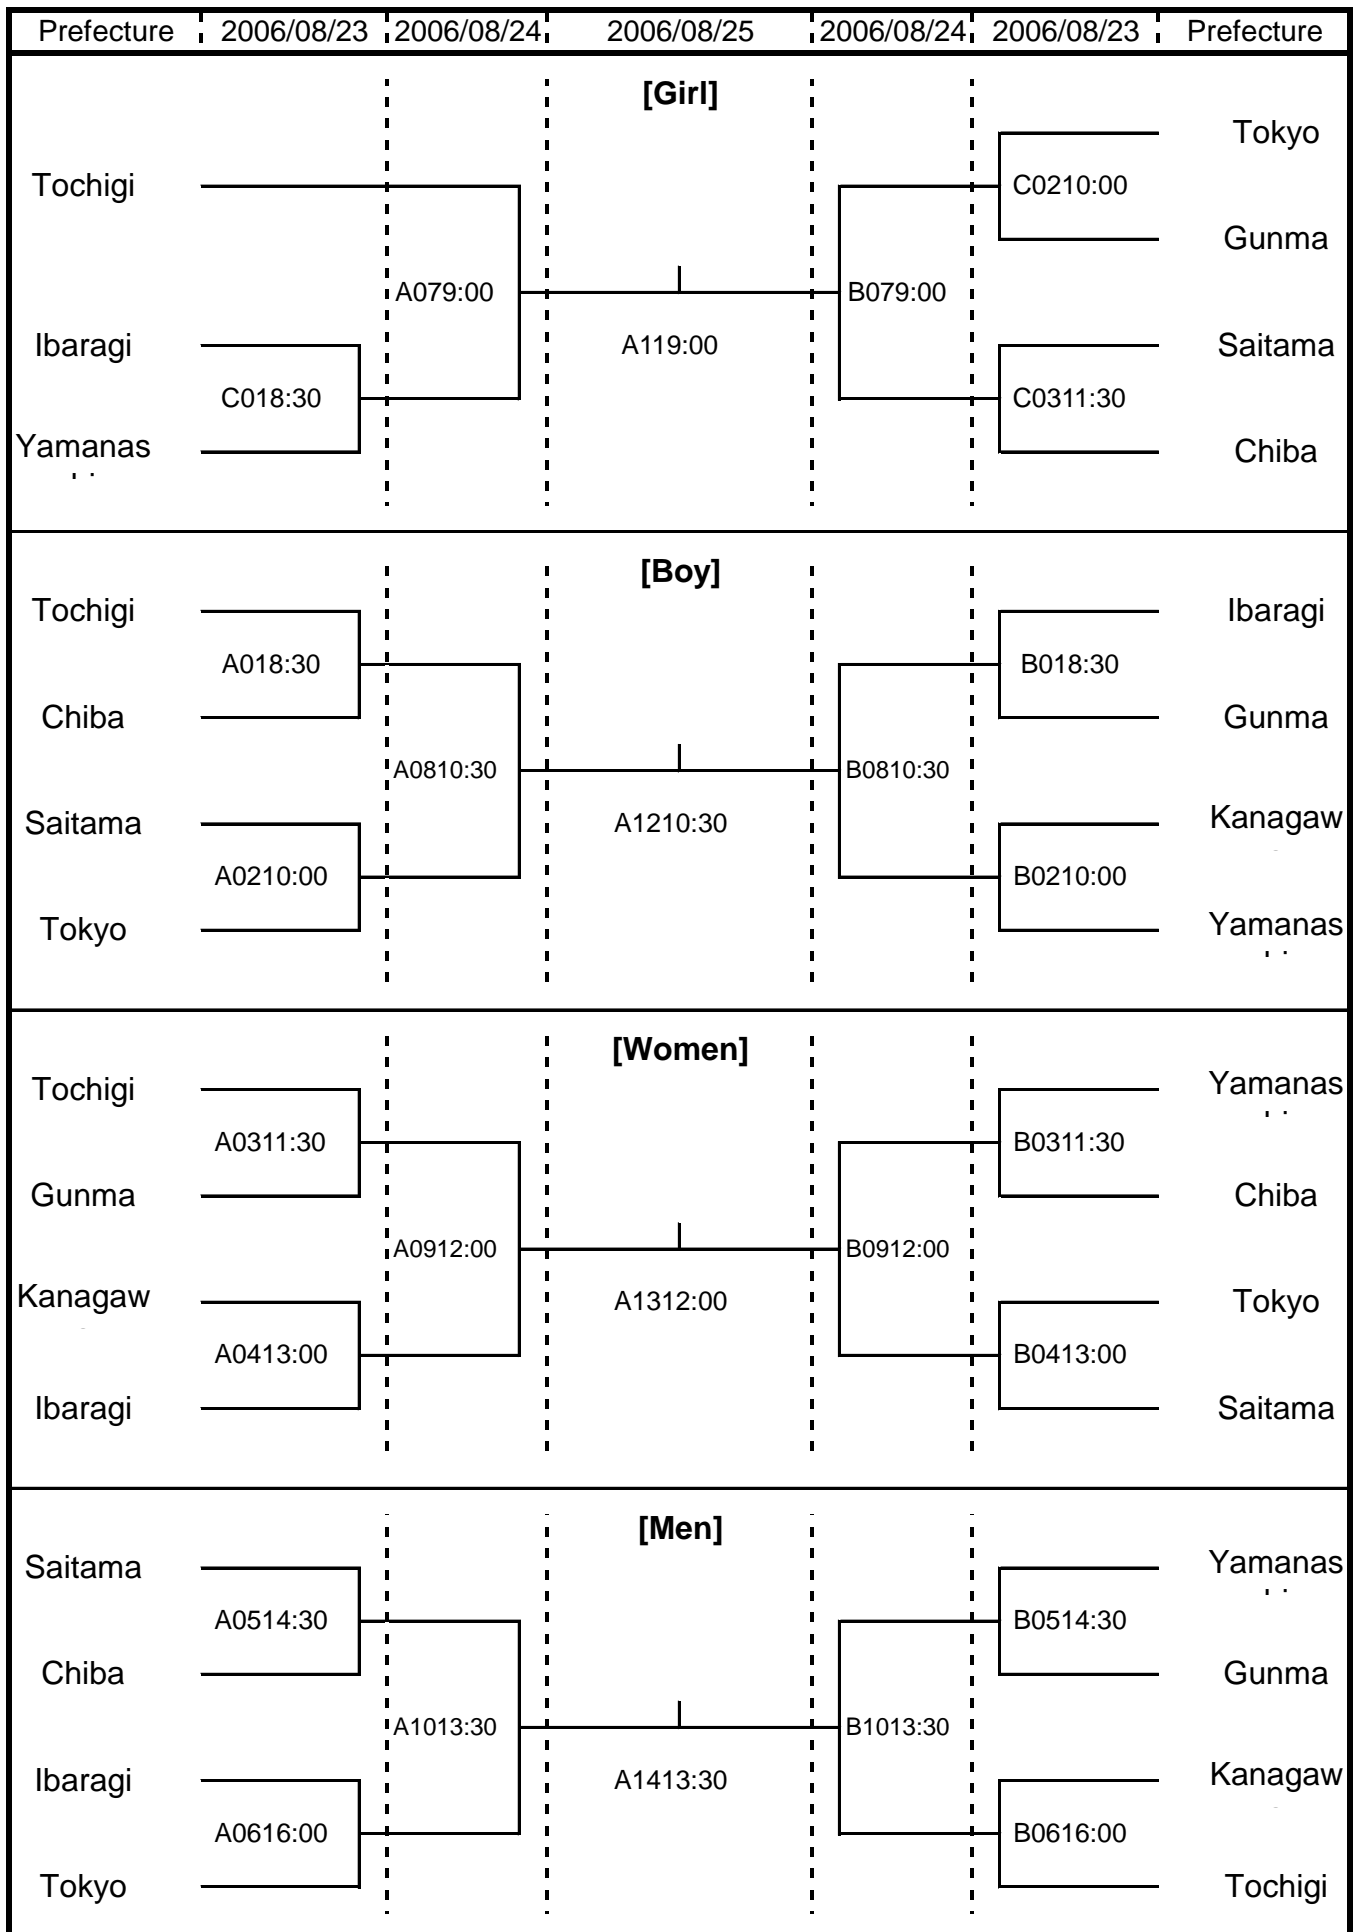 Prefecture 2006/08/23 2006/08/24 2006/08/25 2006/08/24 2006/08/23 Prefecture
[Girl]
Tokyo
Tochigi C0210:00
Gunma
A079:00 B079:00
Ibaragi A119:00 Saitama
C018:30 C0311:30
Yamanas Chiba
[Boy]
Tochigi Ibaragi
A018:30 B018:30
Chiba Gunma
A0810:30 B0810:30
Saitama A1210:30 Kanagaw
A0210:00 B0210:00
Tokyo Yamanas
[Women]
Tochigi Yamanas
A0311:30 B0311:30
Gunma Chiba
A0912:00 B0912:00
Kanagaw A1312:00 Tokyo
A0413:00 B0413:00
Ibaragi Saitama
[Men]
Saitama Yamanas
A0514:30 B0514:30
Chiba Gunma
A1013:30 B1013:30
Ibaragi A1413:30 Kanagaw
A0616:00 B0616:00
Tokyo Tochigi